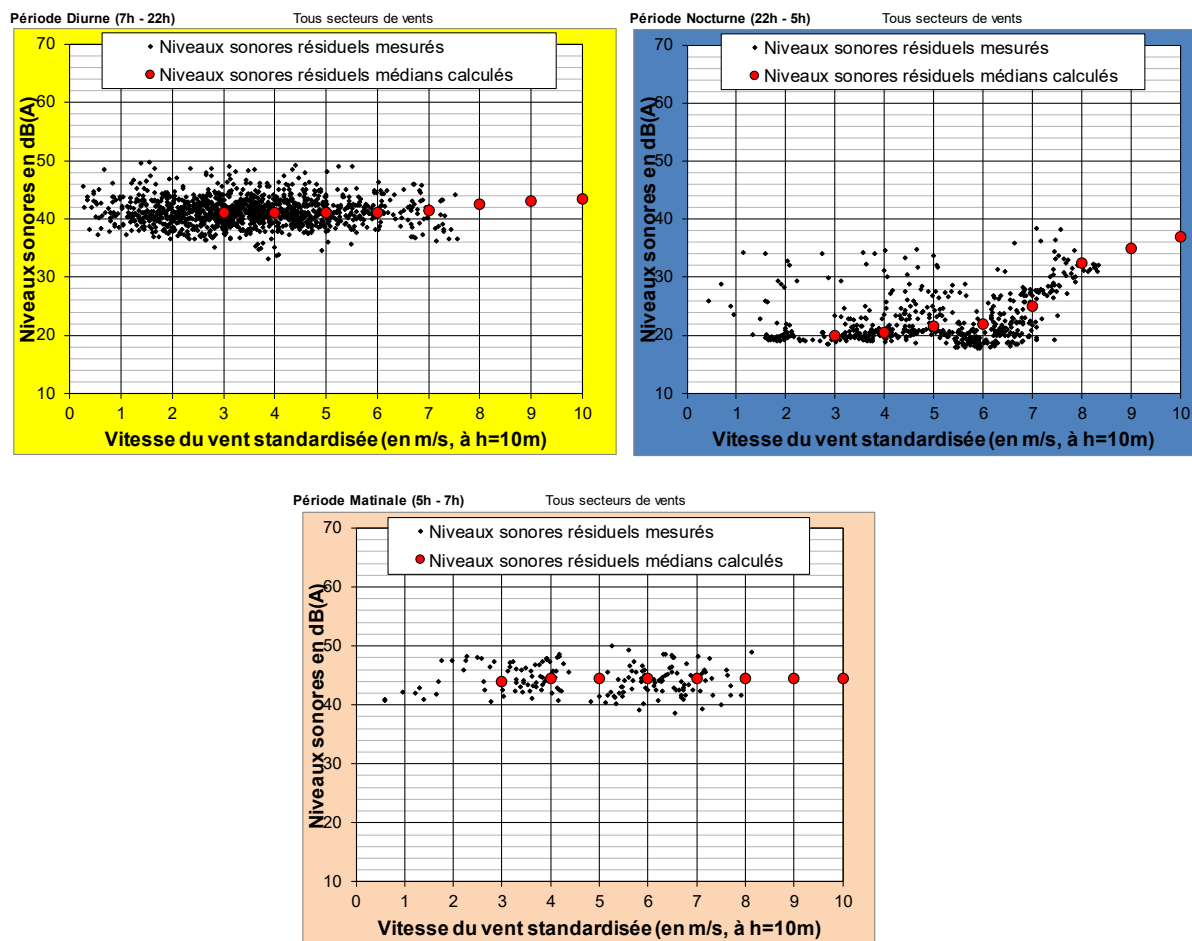 Période Diurne (7h - 22h) Tous secteurs de vents
Niveaux sonores résiduels mesurés
Niveaux sonores résiduels médians calculés
Niveaux sonores en dB(A)
70
60
50
40
30
20
10
0 1 2 3 4 5 6 7 8 9 10
Vitesse du vent standardisée (en m/s, à h=10m)
Période Nocturne (22h - 5h) Tous secteurs de vents
Niveaux sonores résiduels mesurés
Niveaux sonores résiduels médians calculés
Niveaux sonores en dB(A)
70
60
50
40
30
20
10
0 1 2 3 4 5 6 7 8 9 10
Vitesse du vent standardisée (en m/s, à h=10m)
Période Matinale (5h - 7h) Tous secteurs de vents
Niveaux sonores résiduels mesurés
Niveaux sonores résiduels médians calculés
Niveaux sonores en dB(A)
70
60
50
40
30
20
10
0 1 2 3 4 5 6 7 8 9 10
Vitesse du vent standardisée (en m/s, à h=10m)